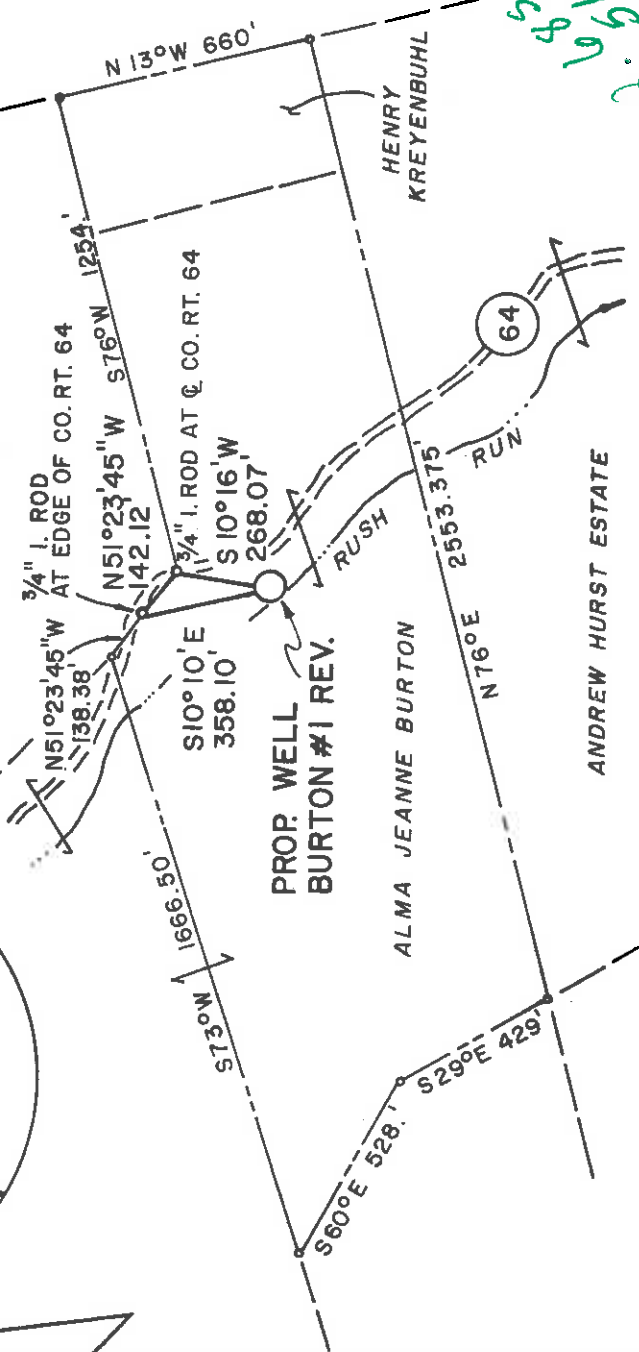 N 13°W 660'
HENRY
KREYENBUHL
S76°W 1254.'
3/4" I. ROD
AT EDGE OF CO. RT. 64
N51°23'45"W
142.12'
3/4" I. ROD AT ℄ CO. RT. 64
S 10°16'W
268.07'
N51°23'45"W
138.38'
S10°10'E
358.10'
PROP. WELL
BURTON #1 REV.
64
RUSH
RUN
S73°W 1666.50'
ALMA JEANNE BURTON
N76°E 2553.375'
S60°E 528.'
S29°E 429'
ANDREW HURST ESTATE